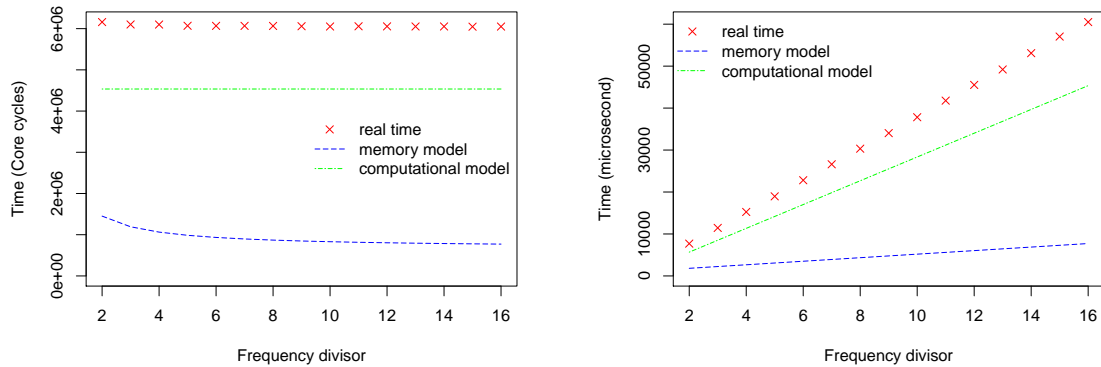 Time (Core cycles)
6e+06
4e+06
2e+06
0e+00
real time
memory model
computational model
2 4 6 8 10 12 14 16
Frequency divisor
Time (microsecond)
50000
30000
10000
0
real time
memory model
computational model
2 4 6 8 10 12 14 16
Frequency divisor